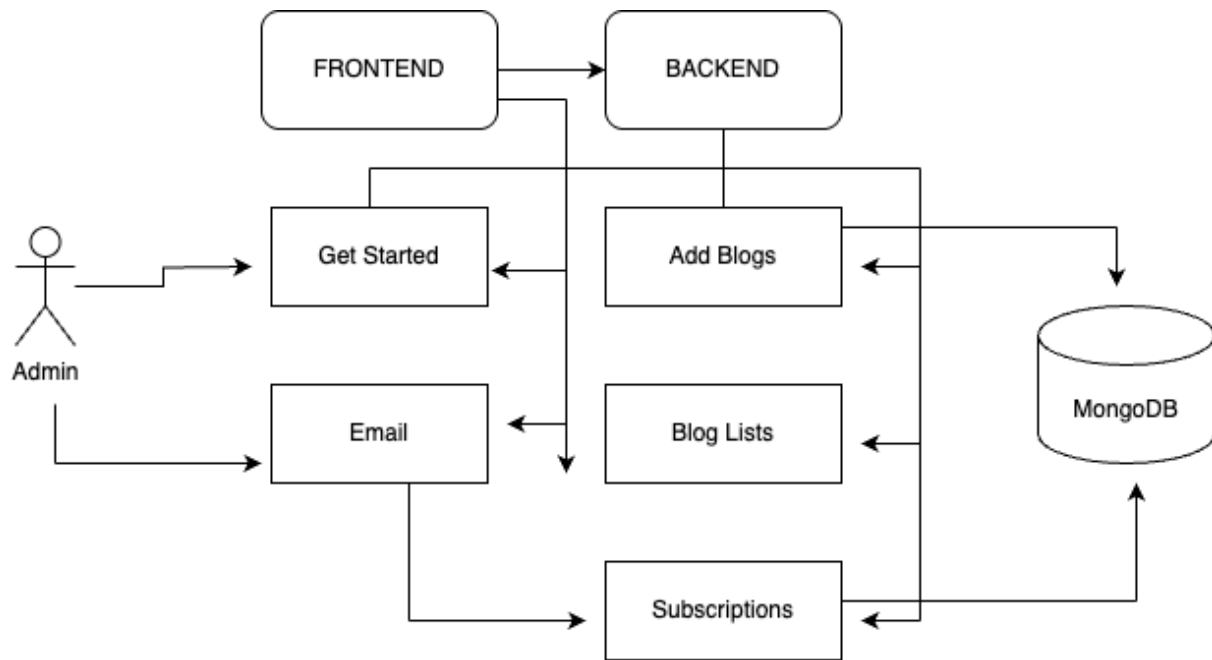 FRONTEND
BACKEND
Get Started
Add Blogs
Admin
Email
Blog Lists
MongoDB
Subscriptions